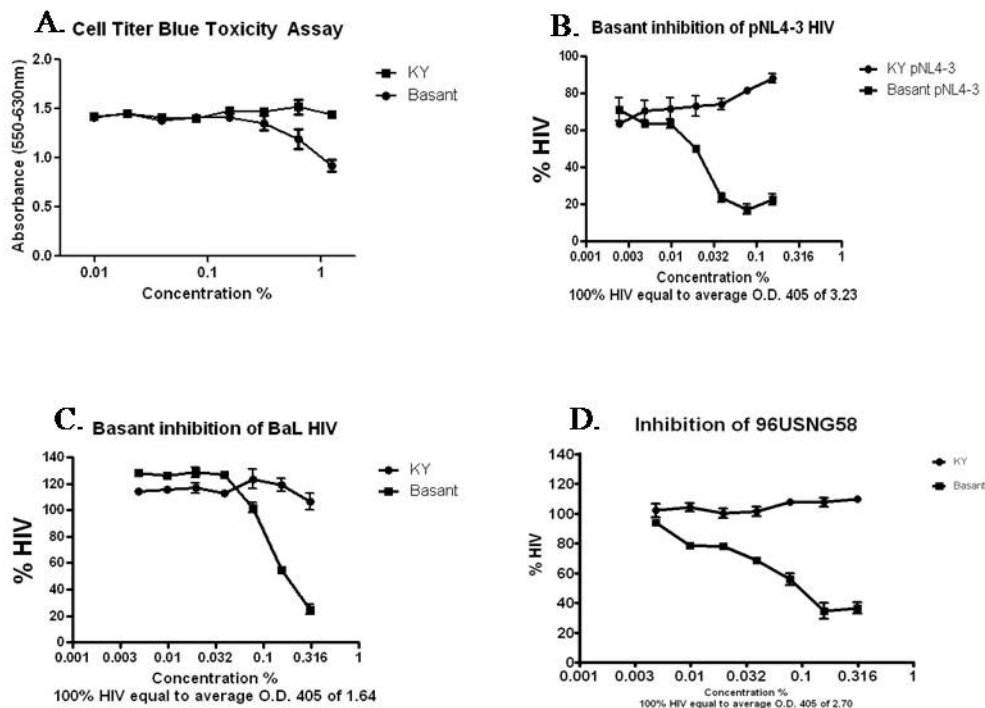 A.
Cell Titer Blue Toxicity Assay
Absorbance (550-630nm)
2.0
1.5
1.0
0.5
0.0
0.01
0.1
1
Concentration %
KY
Basant
B.
Basant inhibition of pNL4-3 HIV
% HIV
100
80
60
40
20
0
0.001
0.003
0.01
0.032
0.1
0.316
1
Concentration %
100% HIV equal to average O.D. 405 of 3.23
KY pNL4-3
Basant pNL4-3
C.
Basant inhibition of BaL HIV
% HIV
140
120
100
80
60
40
20
0
0.001
0.003
0.01
0.032
0.1
0.316
1
Concentration %
100% HIV equal to average O.D. 405 of 1.64
KY
Basant
D.
Inhibition of 96USNG58
% HIV
140
120
100
80
60
40
20
0
0.001
0.003
0.01
0.032
0.1
0.316
1
Concentration %
100% HIV equal to average O.D. 405 of 2.70
KY
Basant